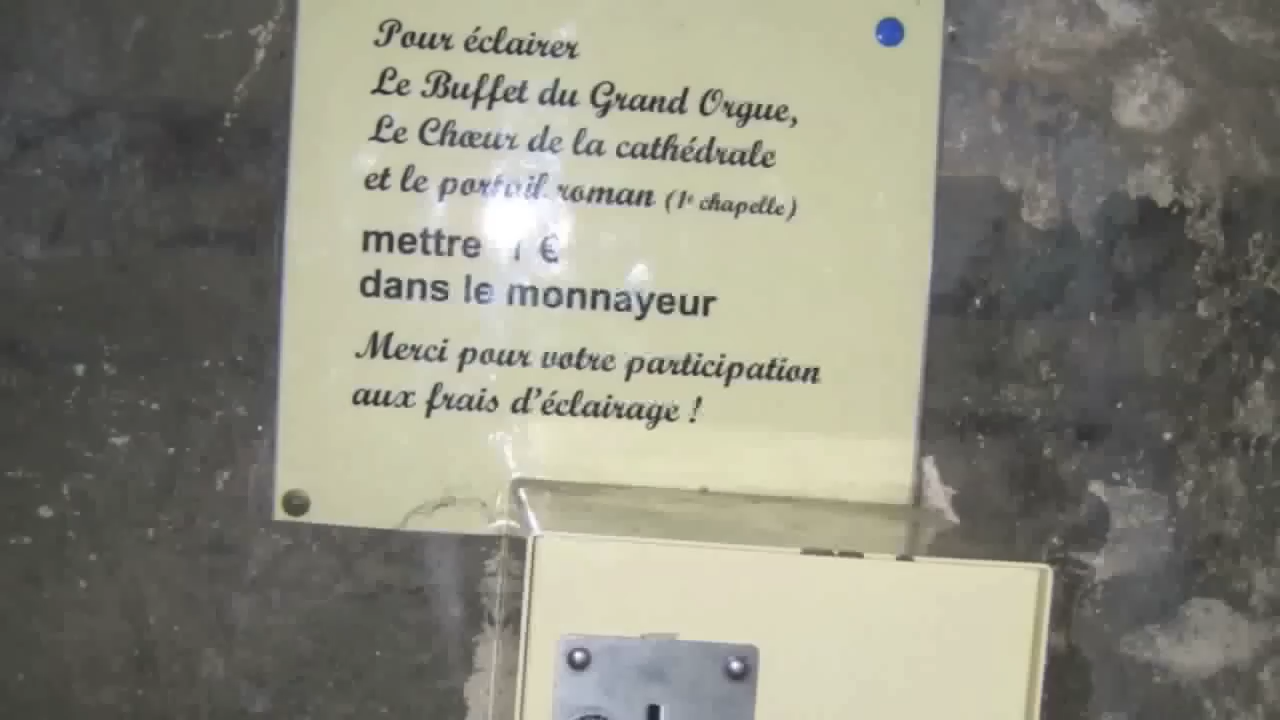 Pour éclairer
Le Buffet du Grand Orgue,
Le Chœur de la cathédrale
et le portail roman (1e chapelle)
mettre 1 €
dans le monnayeur
Merci pour votre participation
aux frais d'éclairage !